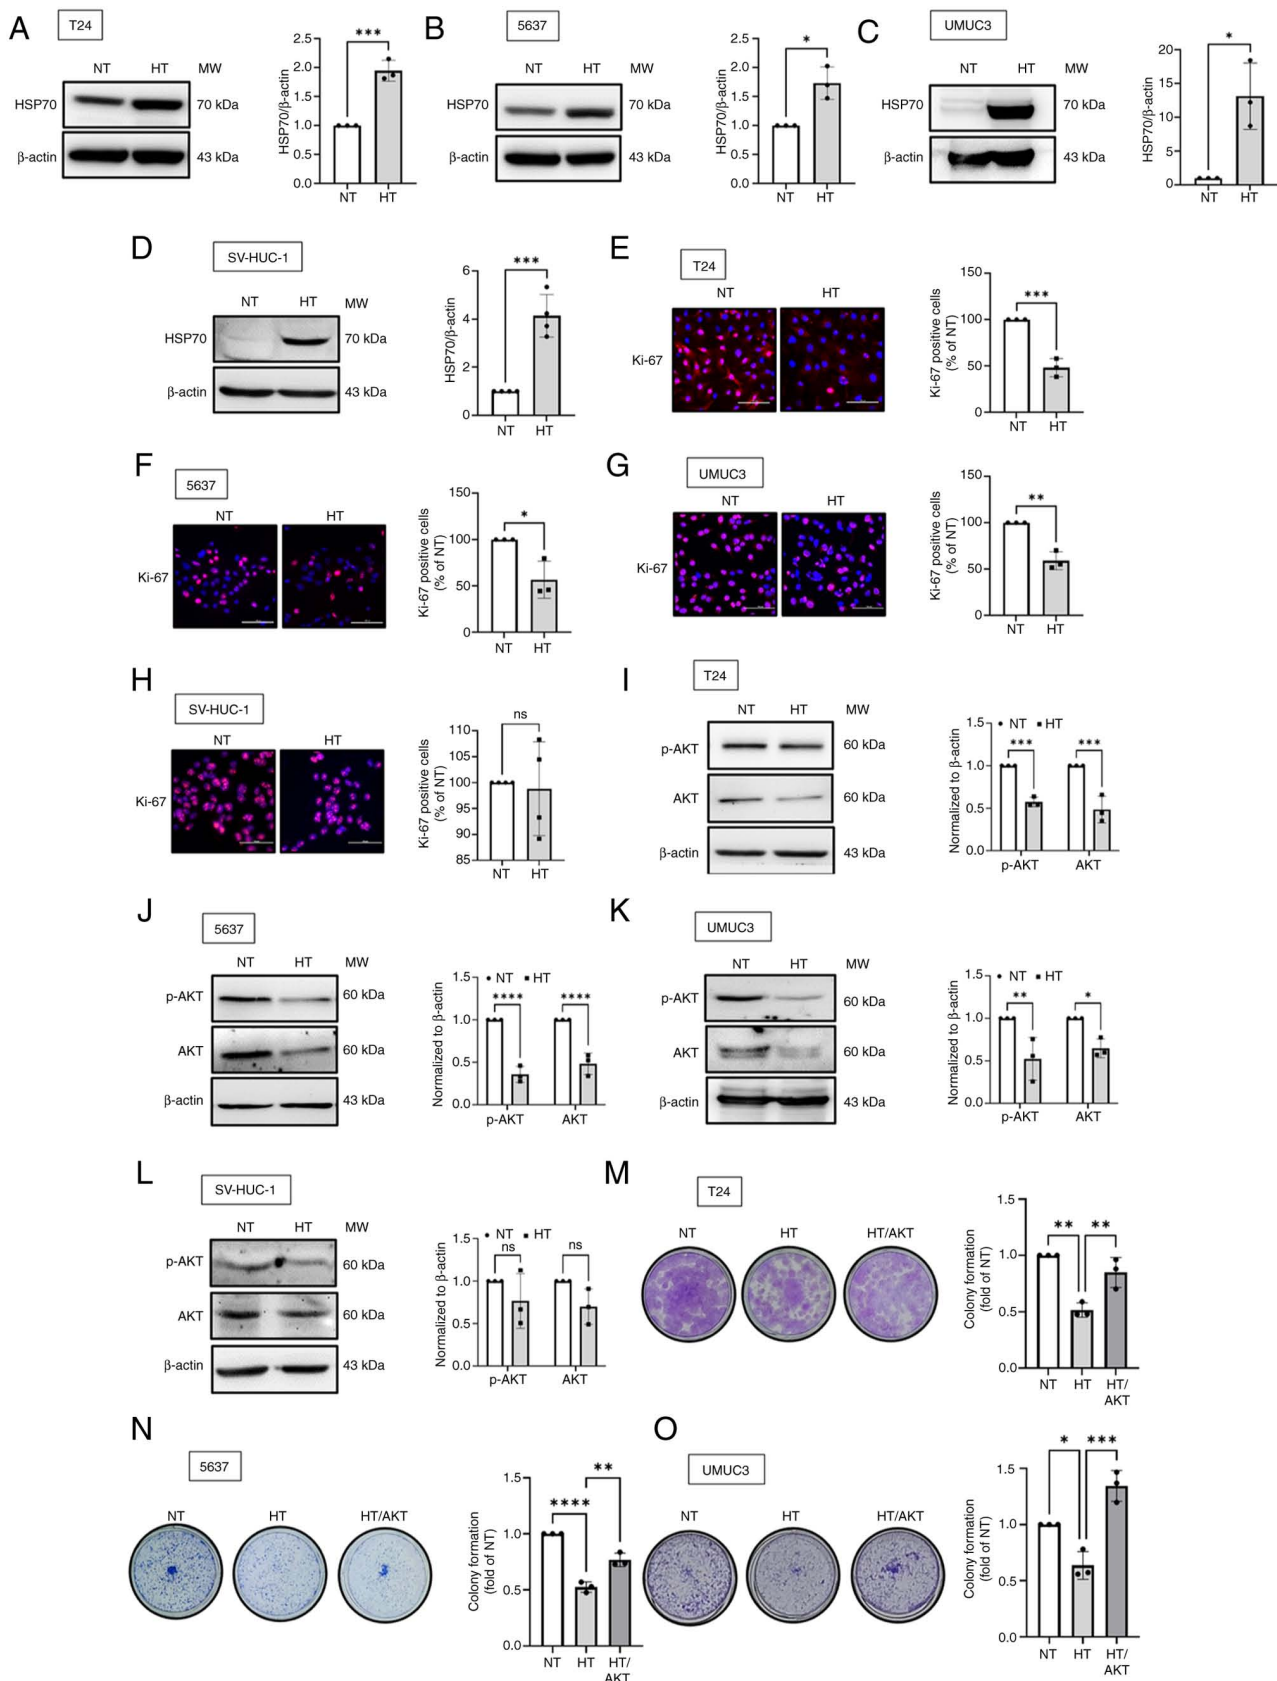 A
T24
NT HT MW
HSP70 70 kDa
β-actin 43 kDa
HSP70/β-actin
2.5
2.0
1.5
1.0
0.5
0.0
***
NT HT
B
5637
NT HT MW
HSP70 70 kDa
β-actin 43 kDa
HSP70/β-actin
2.5
2.0
1.5
1.0
0.5
0.0
*
NT HT
C
UMUC3
NT HT MW
HSP70 70 kDa
β-actin 43 kDa
HSP70/β-actin
20
15
10
5
0
*
NT HT
D
SV-HUC-1
NT HT MW
HSP70 70 kDa
β-actin 43 kDa
HSP70/β-actin
6
4
2
0
***
NT HT
E
T24
NT HT
Ki-67
Ki-67 positive cells
(% of NT)
150
100
50
0
***
NT HT
F
5637
NT HT
Ki-67
Ki-67 positive cells
(% of NT)
150
100
50
0
*
NT HT
G
UMUC3
NT HT
Ki-67
Ki-67 positive cells
(% of NT)
150
100
50
0
**
NT HT
H
SV-HUC-1
NT HT
Ki-67
Ki-67 positive cells
(% of NT)
110
105
100
95
90
85
ns
NT HT
I
T24
NT HT MW
p-AKT 60 kDa
AKT 60 kDa
β-actin 43 kDa
Normalized to β-actin
1.5
1.0
0.5
0.0
NT HT
*** ***
p-AKT AKT
J
5637
NT HT MW
p-AKT 60 kDa
AKT 60 kDa
β-actin 43 kDa
Normalized to β-actin
1.5
1.0
0.5
0.0
NT HT
**** ****
p-AKT AKT
K
UMUC3
NT HT MW
p-AKT 60 kDa
AKT 60 kDa
β-actin 43 kDa
Normalized to β-actin
1.5
1.0
0.5
0.0
NT HT
** *
p-AKT AKT
L
SV-HUC-1
NT HT MW
p-AKT 60 kDa
AKT 60 kDa
β-actin 43 kDa
Normalized to β-actin
1.5
1.0
0.5
0.0
NT HT
ns ns
p-AKT AKT
M
T24
NT HT HT/AKT
Colony formation
(fold of NT)
1.5
1.0
0.5
0.0
** **
NT HT HT/
AKT
N
5637
NT HT HT/AKT
Colony formation
(fold of NT)
1.5
1.0
0.5
0.0
**** **
NT HT HT/
AKT
O
UMUC3
NT HT HT/AKT
Colony formation
(fold of NT)
1.5
1.0
0.5
0.0
* ***
NT HT HT/
AKT